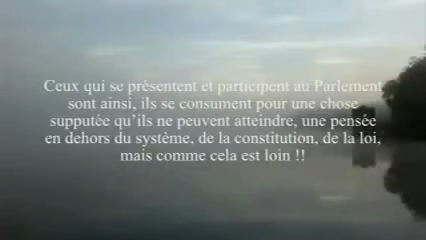 Ceux qui se présentent et participent au Parlement
sont ainsi, ils se consument pour une chose
supputée qu'ils ne peuvent atteindre, une pensée
en dehors du système, de la constitution, de la loi,
mais comme cela est loin !!